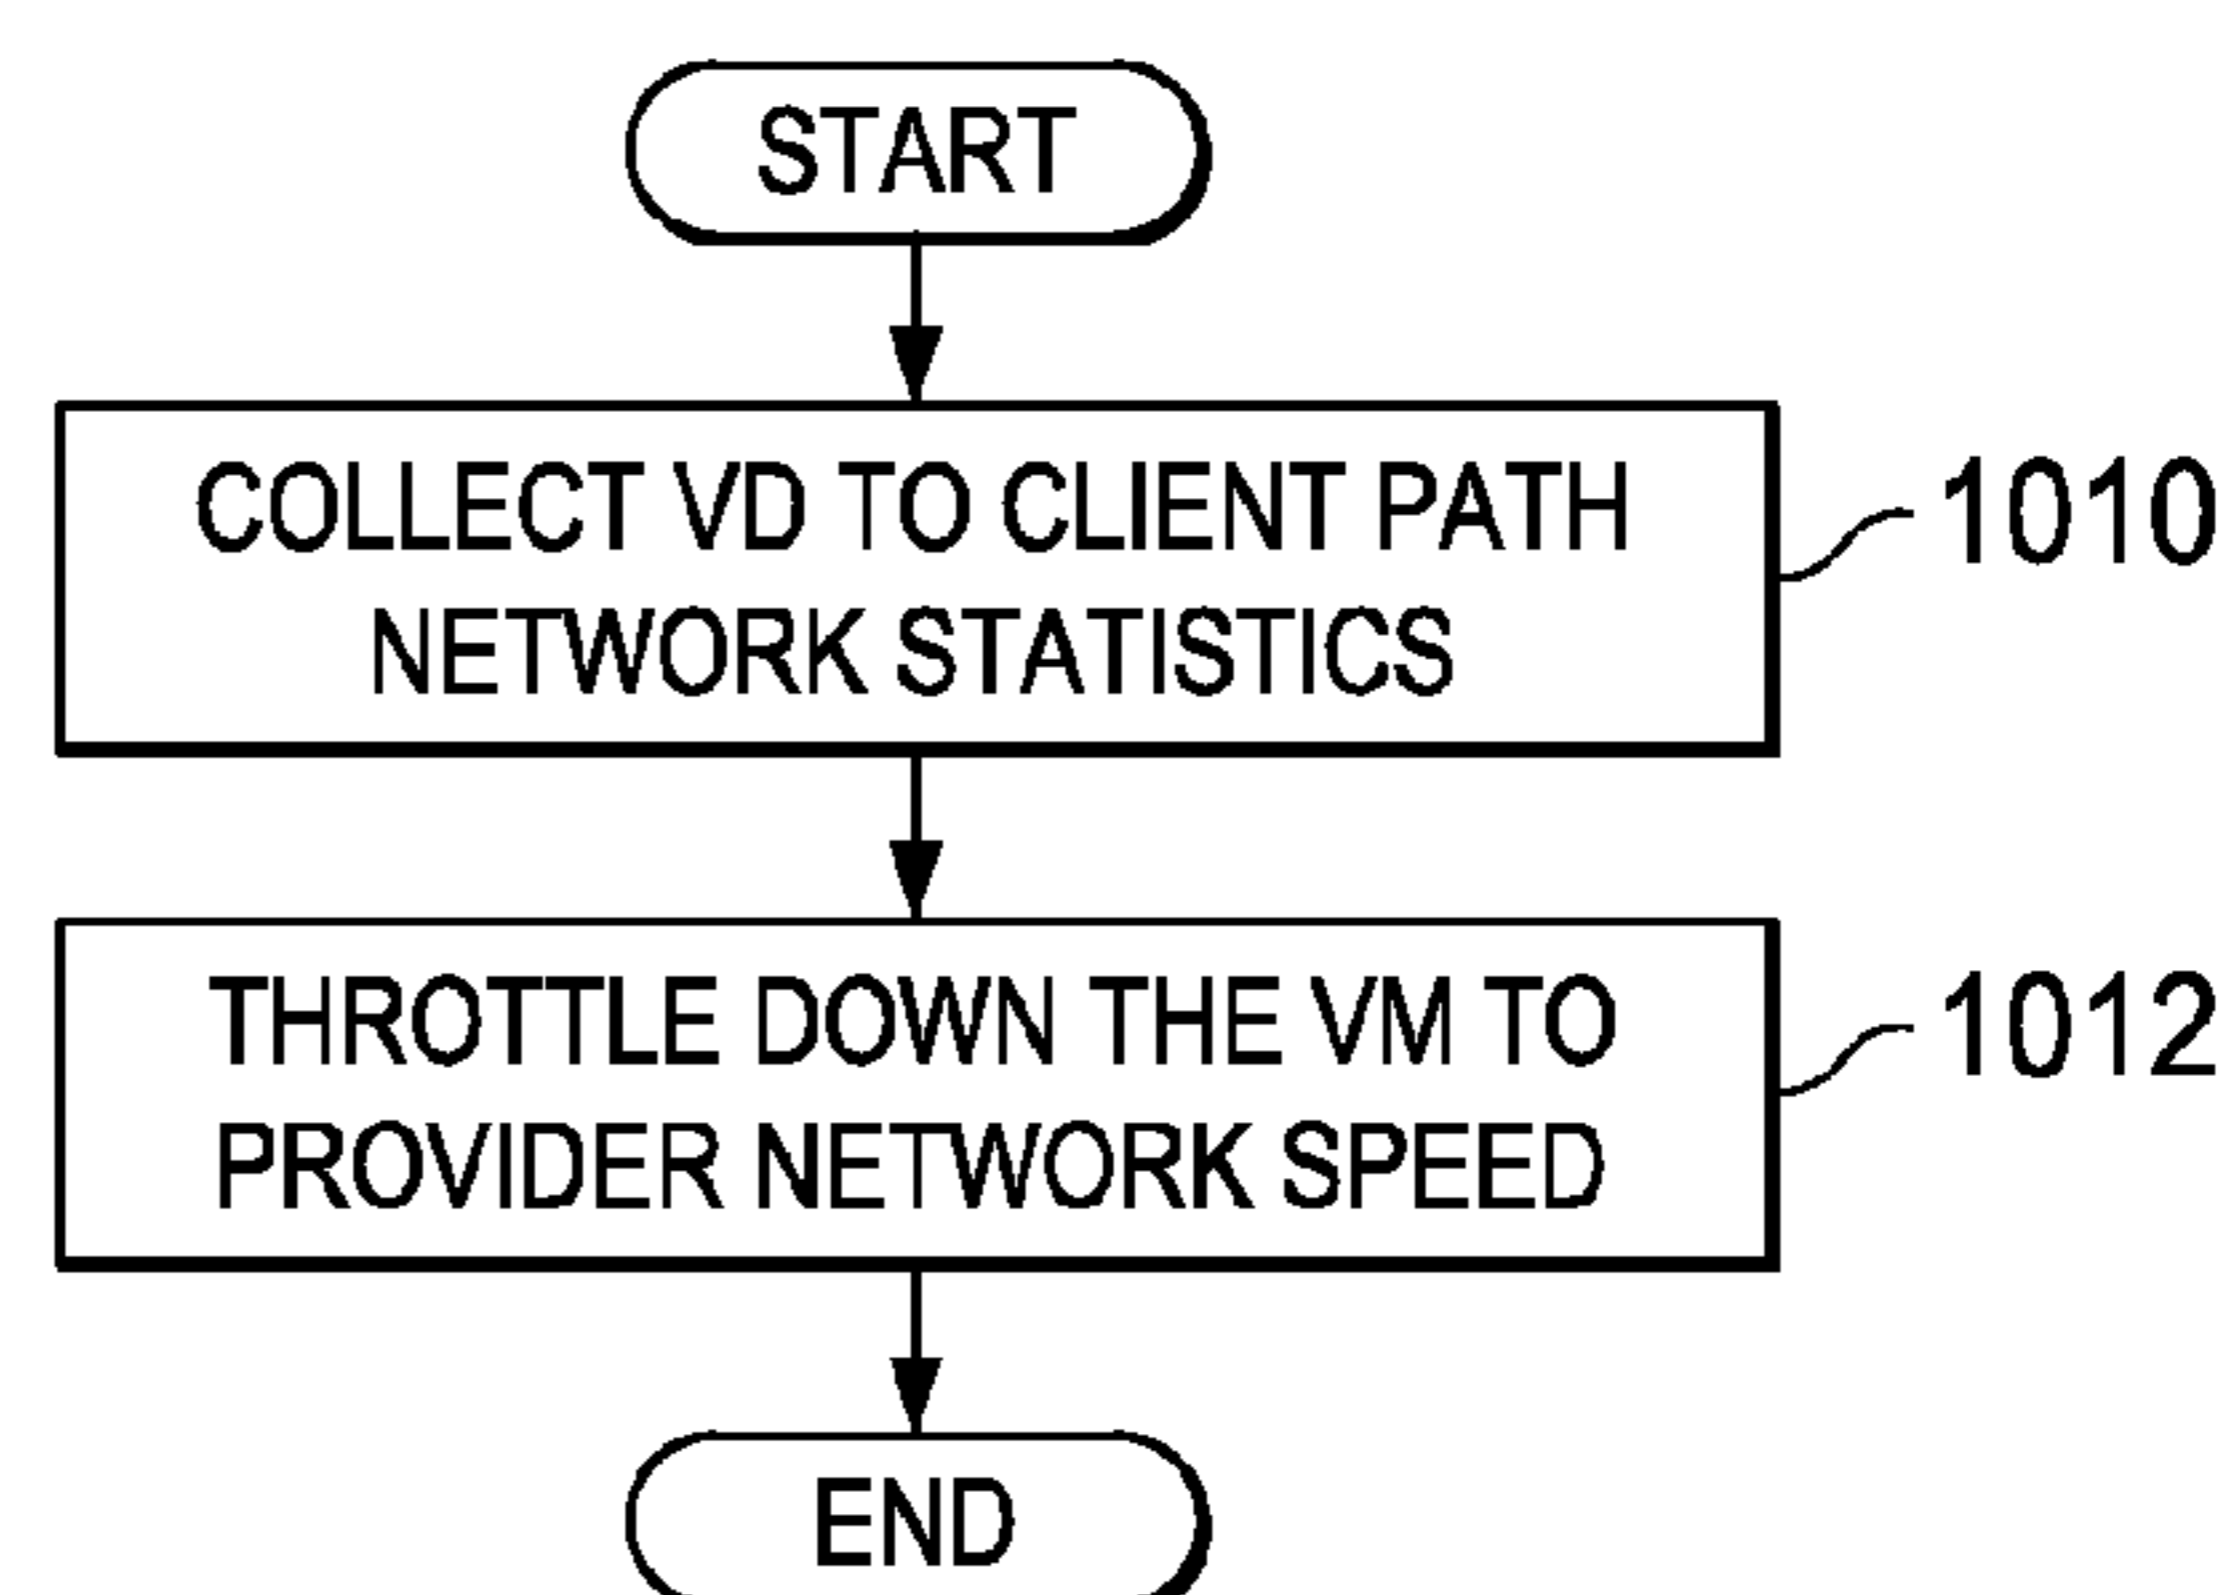 START
COLLECT VD TO CLIENT PATH
NETWORK STATISTICS
1010
THROTTLE DOWN THE VM TO
PROVIDER NETWORK SPEED
1012
END